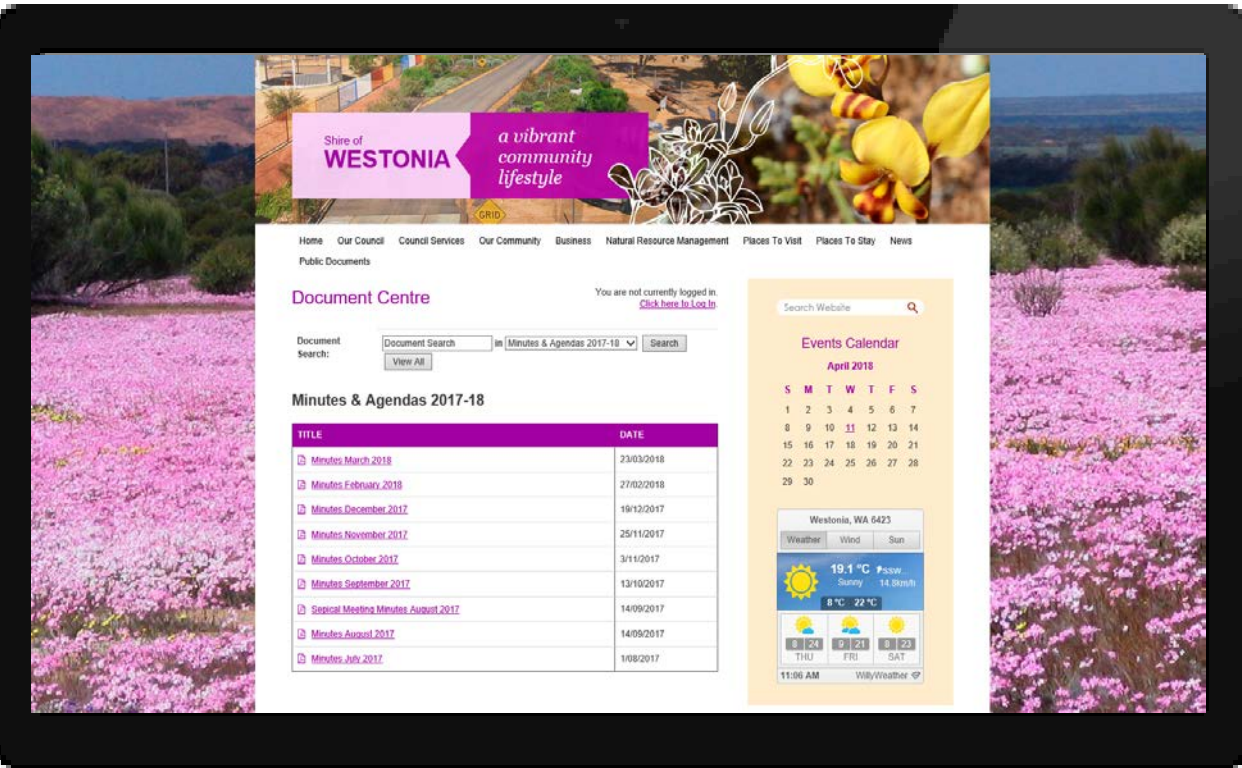 Shire of
WESTONIA
a vibrant
community
lifestyle
GRID
Home Our Council Council Services Our Community Business Natural Resource Management Places To Visit Places To Stay News
Public Documents
Document Centre
You are not currently logged in.
Click here to Log In.
Document
Search:
Document Search in Minutes & Agendas 2017-18 Search
View All
Minutes & Agendas 2017-18
TITLE DATE
Minutes March 2018 23/03/2018
Minutes February 2018 27/02/2018
Minutes December 2017 19/12/2017
Minutes November 2017 25/11/2017
Minutes October 2017 3/11/2017
Minutes September 2017 13/10/2017
Sepical Meeting Minutes August 2017 14/09/2017
Minutes August 2017 14/09/2017
Minutes July 2017 1/08/2017
Search Website
Events Calendar
April 2018
S M T W T F S
1 2 3 4 5 6 7
8 9 10 11 12 13 14
15 16 17 18 19 20 21
22 23 24 25 26 27 28
29 30
Westonia, WA 6423
Weather Wind Sun
19.1 °C SSW...
Sunny 14.8km/h
8 °C 22 °C
8 24 9 21 8 23
THU FRI SAT
11:06 AM WillyWeather